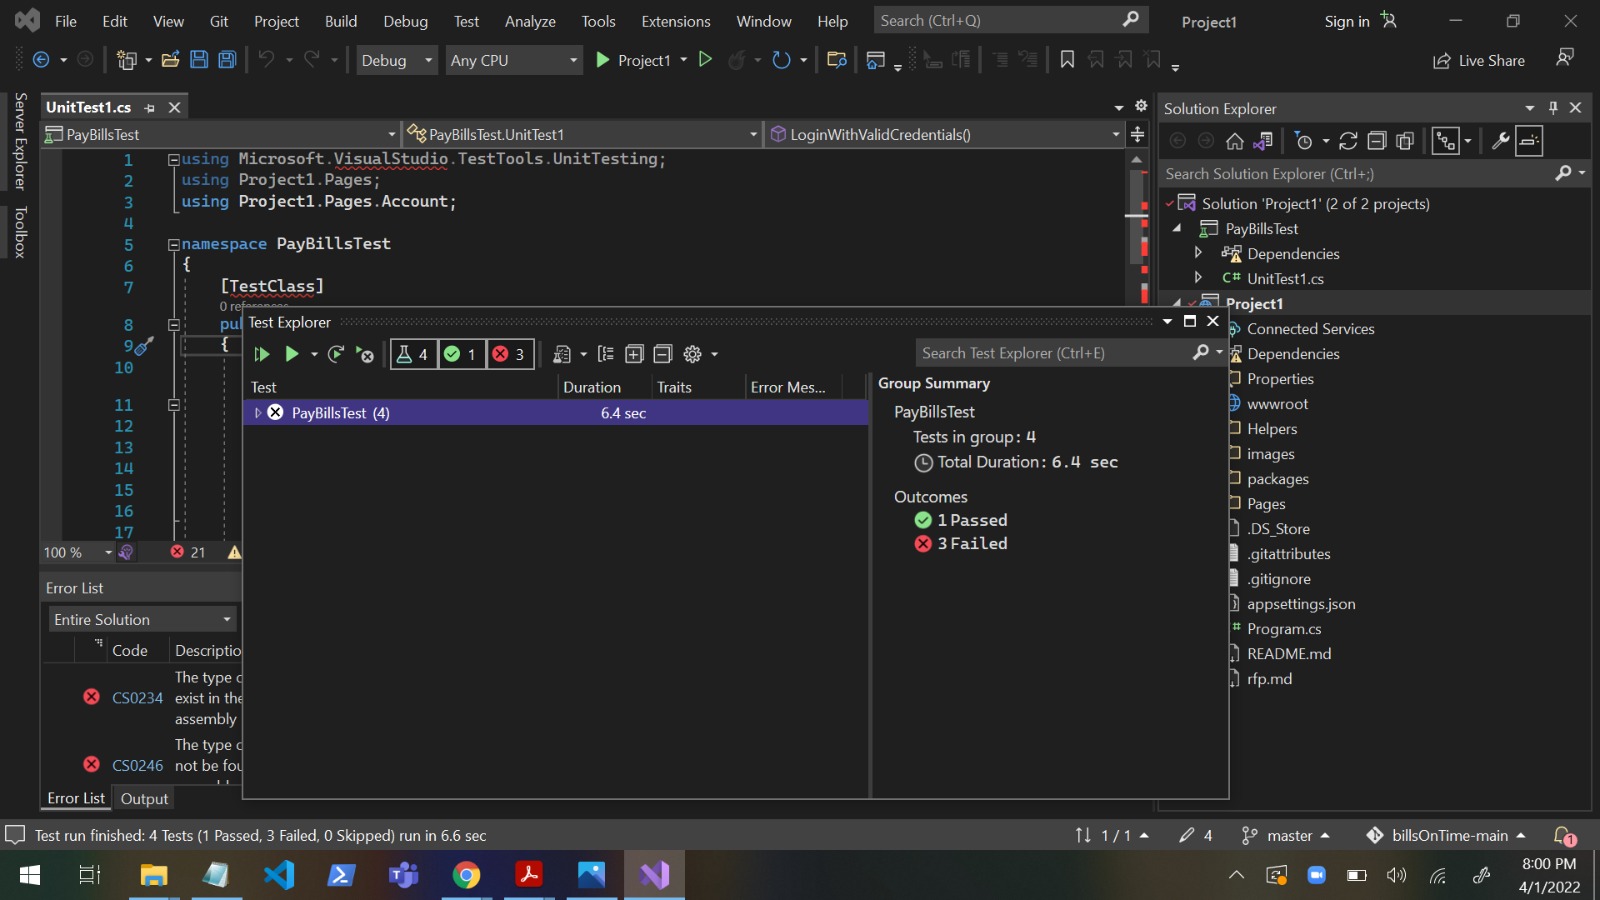 File Edit View Git Project Build Debug Test Analyze Tools Extensions Window Help Search (Ctrl+Q) Project1 Sign in
Debug Any CPU Project1 Live Share
Server Explorer
Toolbox
UnitTest1.cs
PayBillsTest PayBillsTest.UnitTest1 LoginWithValidCredentials()
1 using Microsoft.VisualStudio.TestTools.UnitTesting;
2 using Project1.Pages;
3 using Project1.Pages.Account;
4
5 namespace PayBillsTest
6 {
7 [TestClass]
0 references
8 pu
9 {
10
11
12
13
14
15
16
17
100 % 21
Test Explorer
4 1 3 Search Test Explorer (Ctrl+E)
Test Duration Traits Error Mes...
PayBillsTest (4) 6.4 sec
Group Summary
PayBillsTest
Tests in group: 4
Total Duration: 6.4 sec
Outcomes
1 Passed
3 Failed
Error List
Entire Solution
Code Descriptio
CS0234 The type
exist in the
assembly
CS0246 The type
not be fou
Error List Output
Solution Explorer
Search Solution Explorer (Ctrl+;)
Solution 'Project1' (2 of 2 projects)
PayBillsTest
Dependencies
C# UnitTest1.cs
Project1
Connected Services
Dependencies
Properties
wwwroot
Helpers
images
packages
Pages
.DS_Store
.gitattributes
.gitignore
appsettings.json
Program.cs
README.md
rfp.md
Test run finished: 4 Tests (1 Passed, 3 Failed, 0 Skipped) run in 6.6 sec 1 / 1 4 master billsOnTime-main 1
8:00 PM
4/1/2022